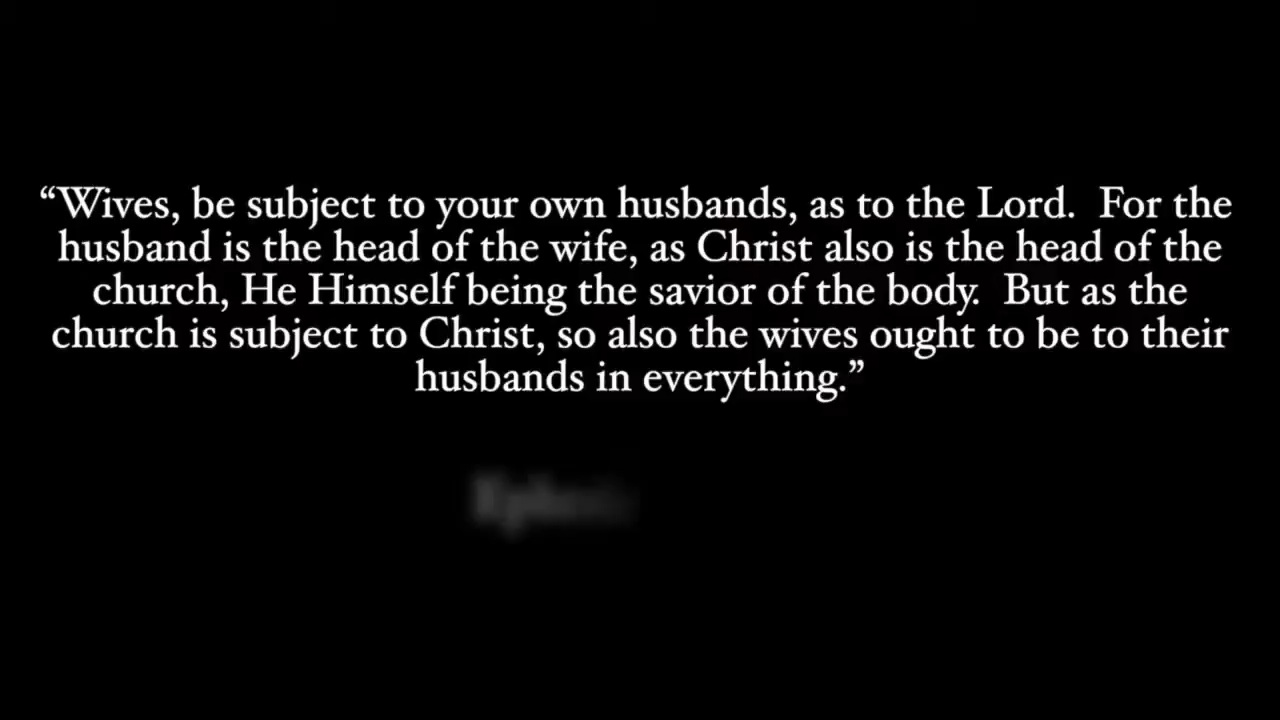 “Wives, be subject to your own husbands, as to the Lord.  For the
husband is the head of the wife, as Christ also is the head of the
church, He Himself being the savior of the body.  But as the
church is subject to Christ, so also the wives ought to be to their
husbands in everything.”